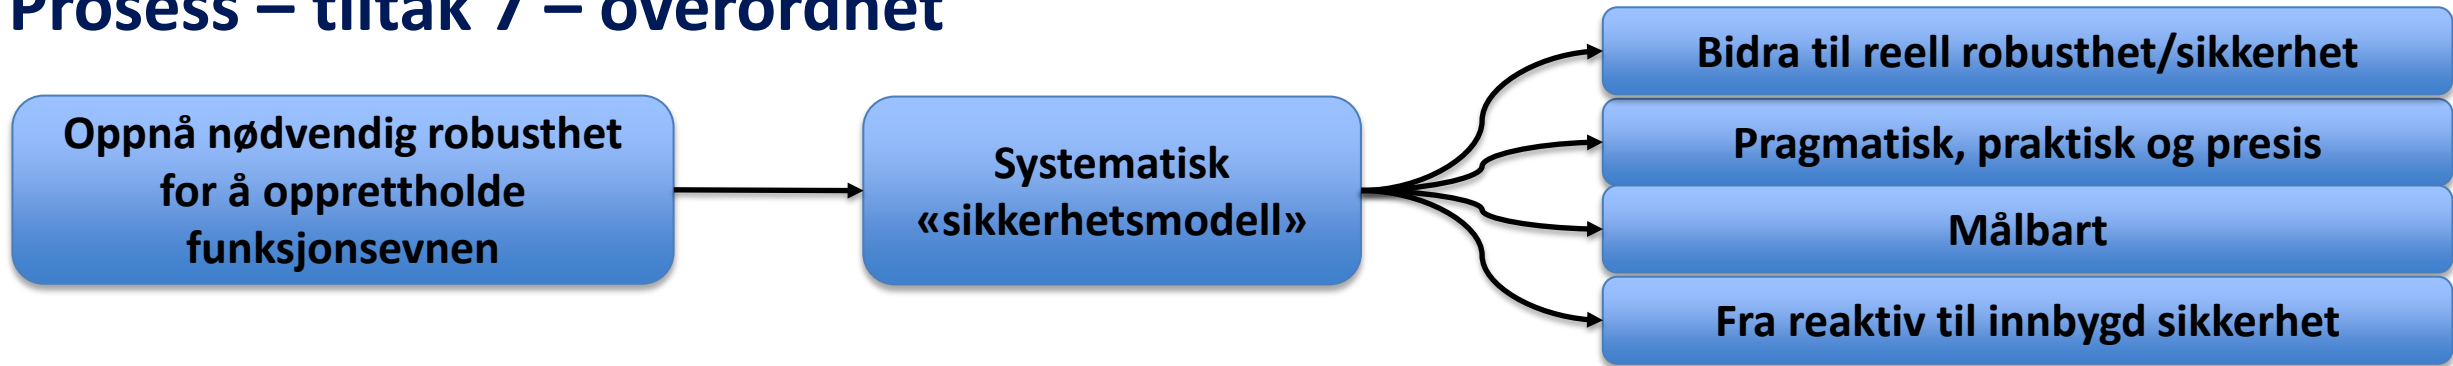 Prosess – tiltak 7 – overordnet
Oppnå nødvendig robusthet
for å opprettholde
funksjonsevnen
Systematisk
«sikkerhetsmodell»
Bidra til reell robusthet/sikkerhet
Pragmatisk, praktisk og presis
Målbart
Fra reaktiv til innbygd sikkerhet